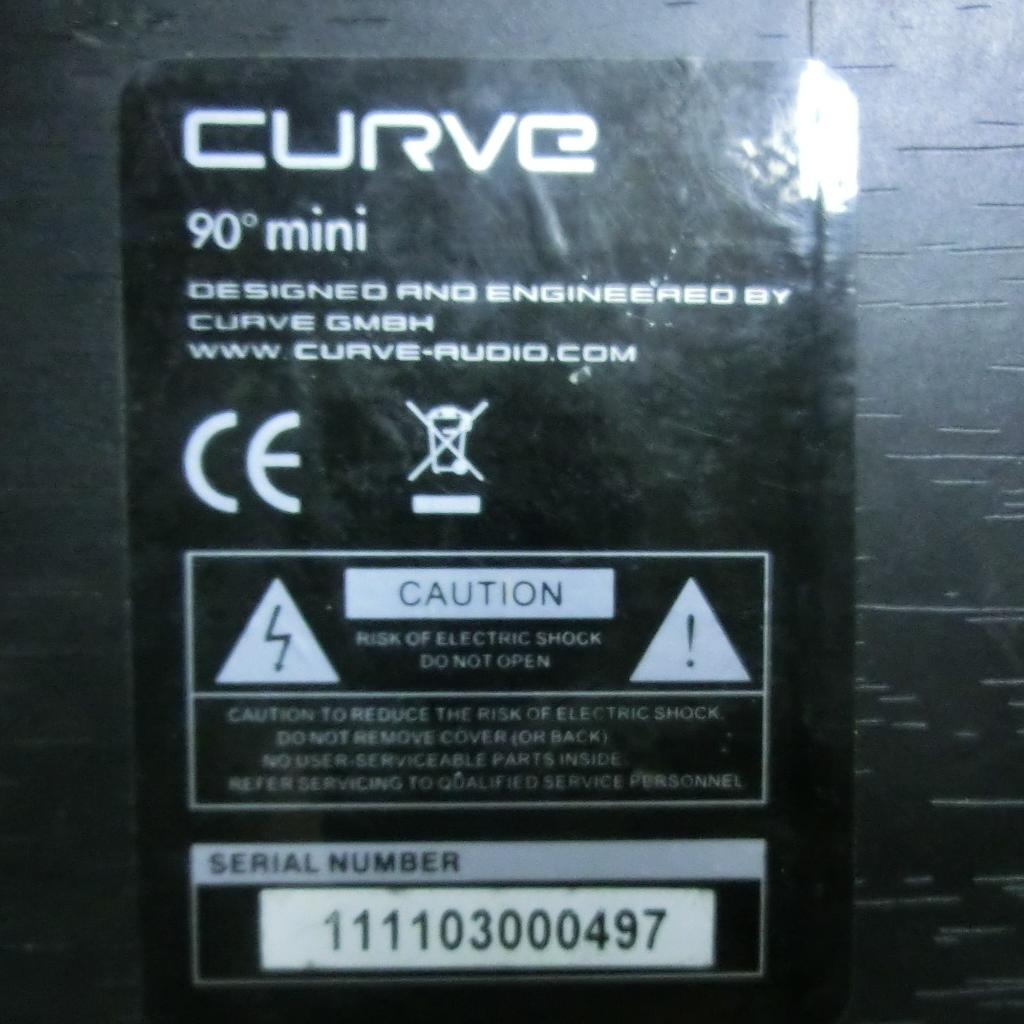 CURVE
90° mini
DESIGNED AND ENGINEERED BY
CURVE GMBH
WWW.CURVE-AUDIO.COM
CE
CAUTION
RISK OF ELECTRIC SHOCK
DO NOT OPEN
!
CAUTION TO REDUCE THE RISK OF ELECTRIC SHOCK.
DO NOT REMOVE COVER (OR BACK)
NO USER-SERVICEABLE PARTS INSIDE.
REFER SERVICING TO QUALIFIED SERVICE PERSONNEL
SERIAL NUMBER
111103000497